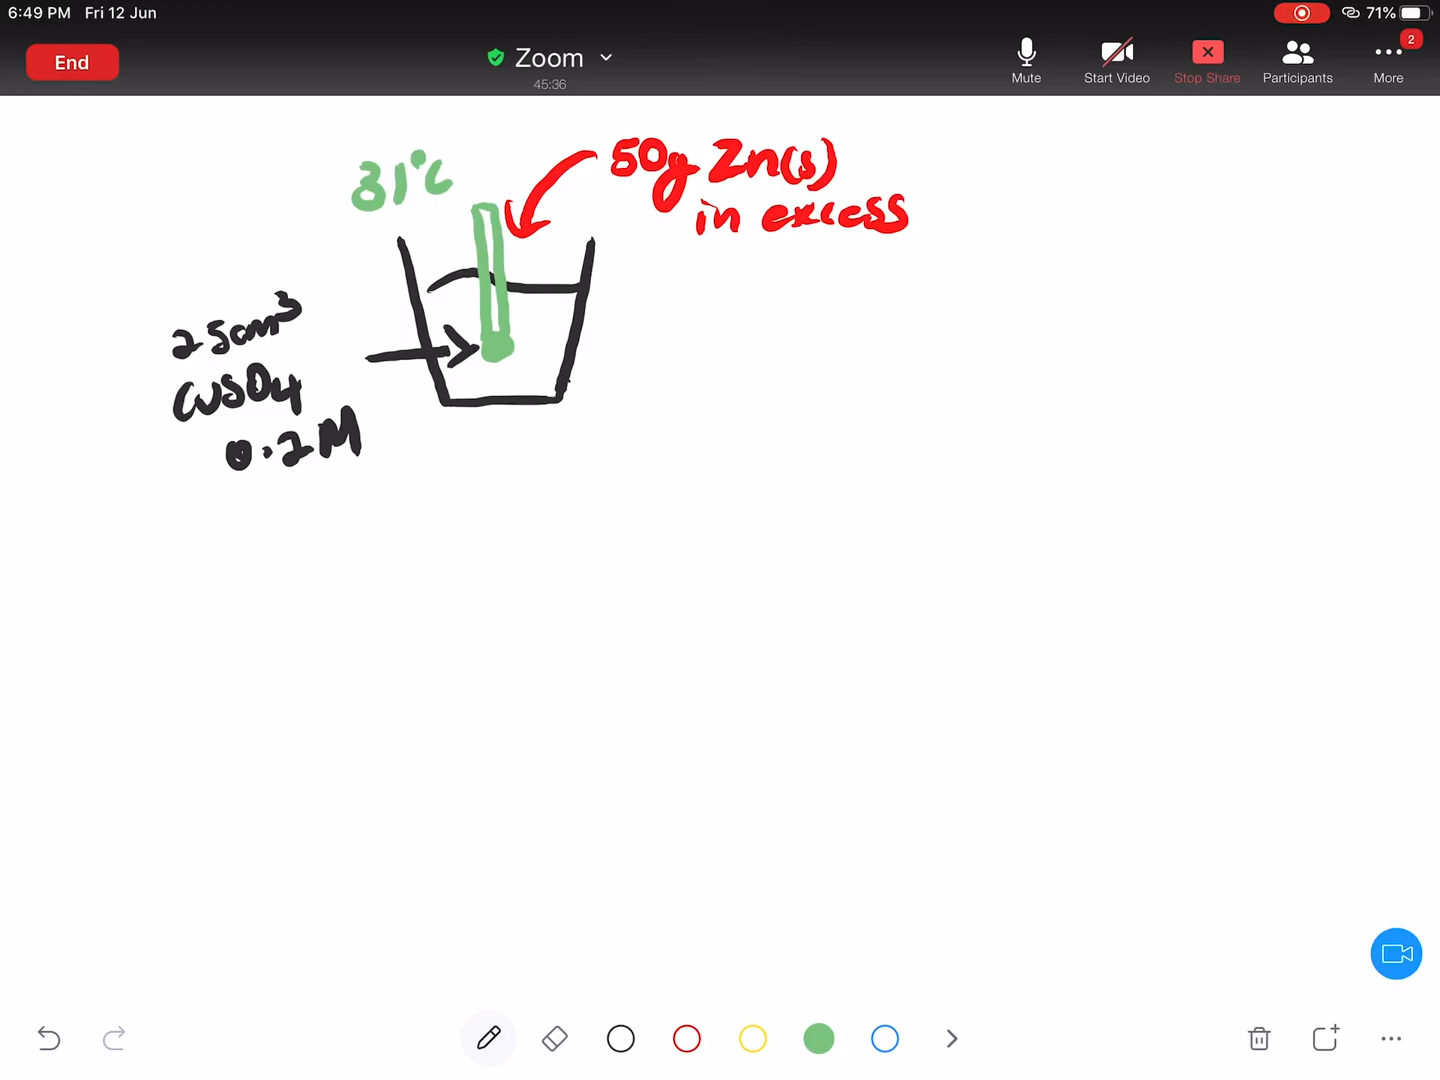 6:49 PM Fri 12 Jun
71%
End
Zoom
45:36
Mute
Start Video
Stop Share
Participants
More
2
31°C
50g Zn(s)
in excess
25cm³
CuSO4
0.2M